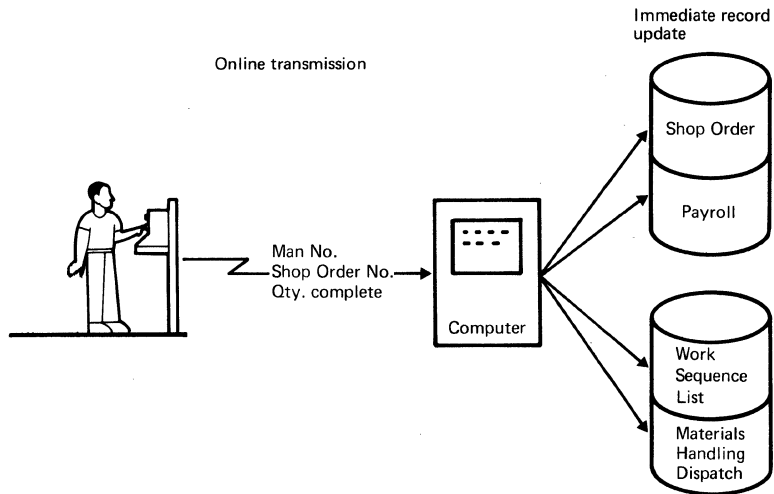 Immediate record
update
Online transmission
Shop Order
Payroll
Man No.
Shop Order No.
Qty. complete
Computer
Work
Sequence
List
Materials
Handling
Dispatch